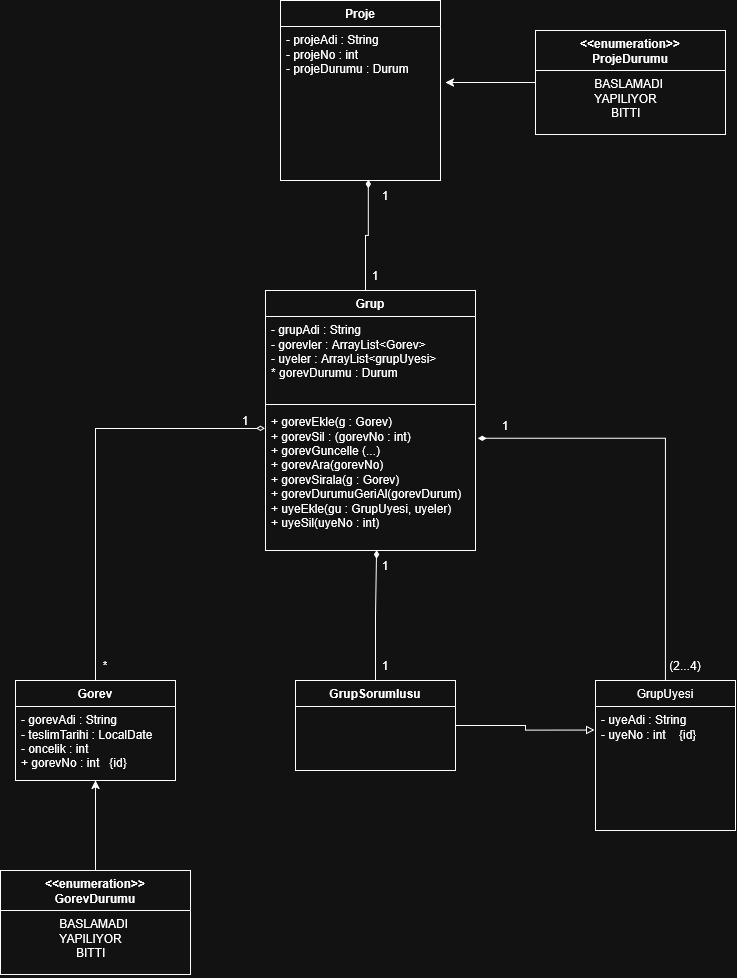 Proje
- projeAdi : String
- projeNo : int
- projeDurumu : Durum
<<enumeration>>
ProjeDurumu
BASLAMADI
YAPILIYOR
BITTI
1
1
Grup
- grupAdi : String
- gorevler : ArrayList<Gorev>
- uyeler : ArrayList<grupUyesi>
* gorevDurumu : Durum
+ gorevEkle(g : Gorev)
+ gorevSil : (gorevNo : int)
+ gorevGuncelle (...)
+ gorevAra(gorevNo)
+ gorevSirala(g : Gorev)
+ gorevDurumuGeriAl(gorevDurum)
+ uyeEkle(gu : GrupUyesi, uyeler)
+ uyeSil(uyeNo : int)
1
1
1
*
1
(2...4)
Gorev
- gorevAdi : String
- teslimTarihi : LocalDate
- oncelik : int
+ gorevNo : int {id}
GrupSorumlusu
GrupUyesi
- uyeAdi : String
- uyeNo : int {id}
<<enumeration>>
GorevDurumu
BASLAMADI
YAPILIYOR
BITTI